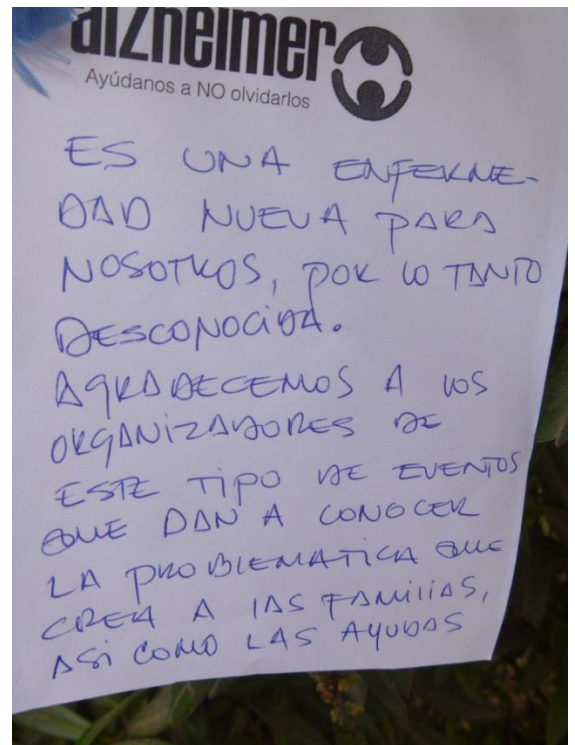 alzheimer
Ayúdanos a NO olvidarlos
ES UNA ENFERME-
DAD NUEVA PARA
NOSOTROS, POR LO TANTO
DESCONOCIDA.
AGRADECEMOS A LOS
ORGANIZADORES DE
ESTE TIPO DE EVENTOS
QUE DAN A CONOCER
LA PROBLEMATICA QUE
CREA A LAS FAMILIAS,
ASI COMO LAS AYUDAS